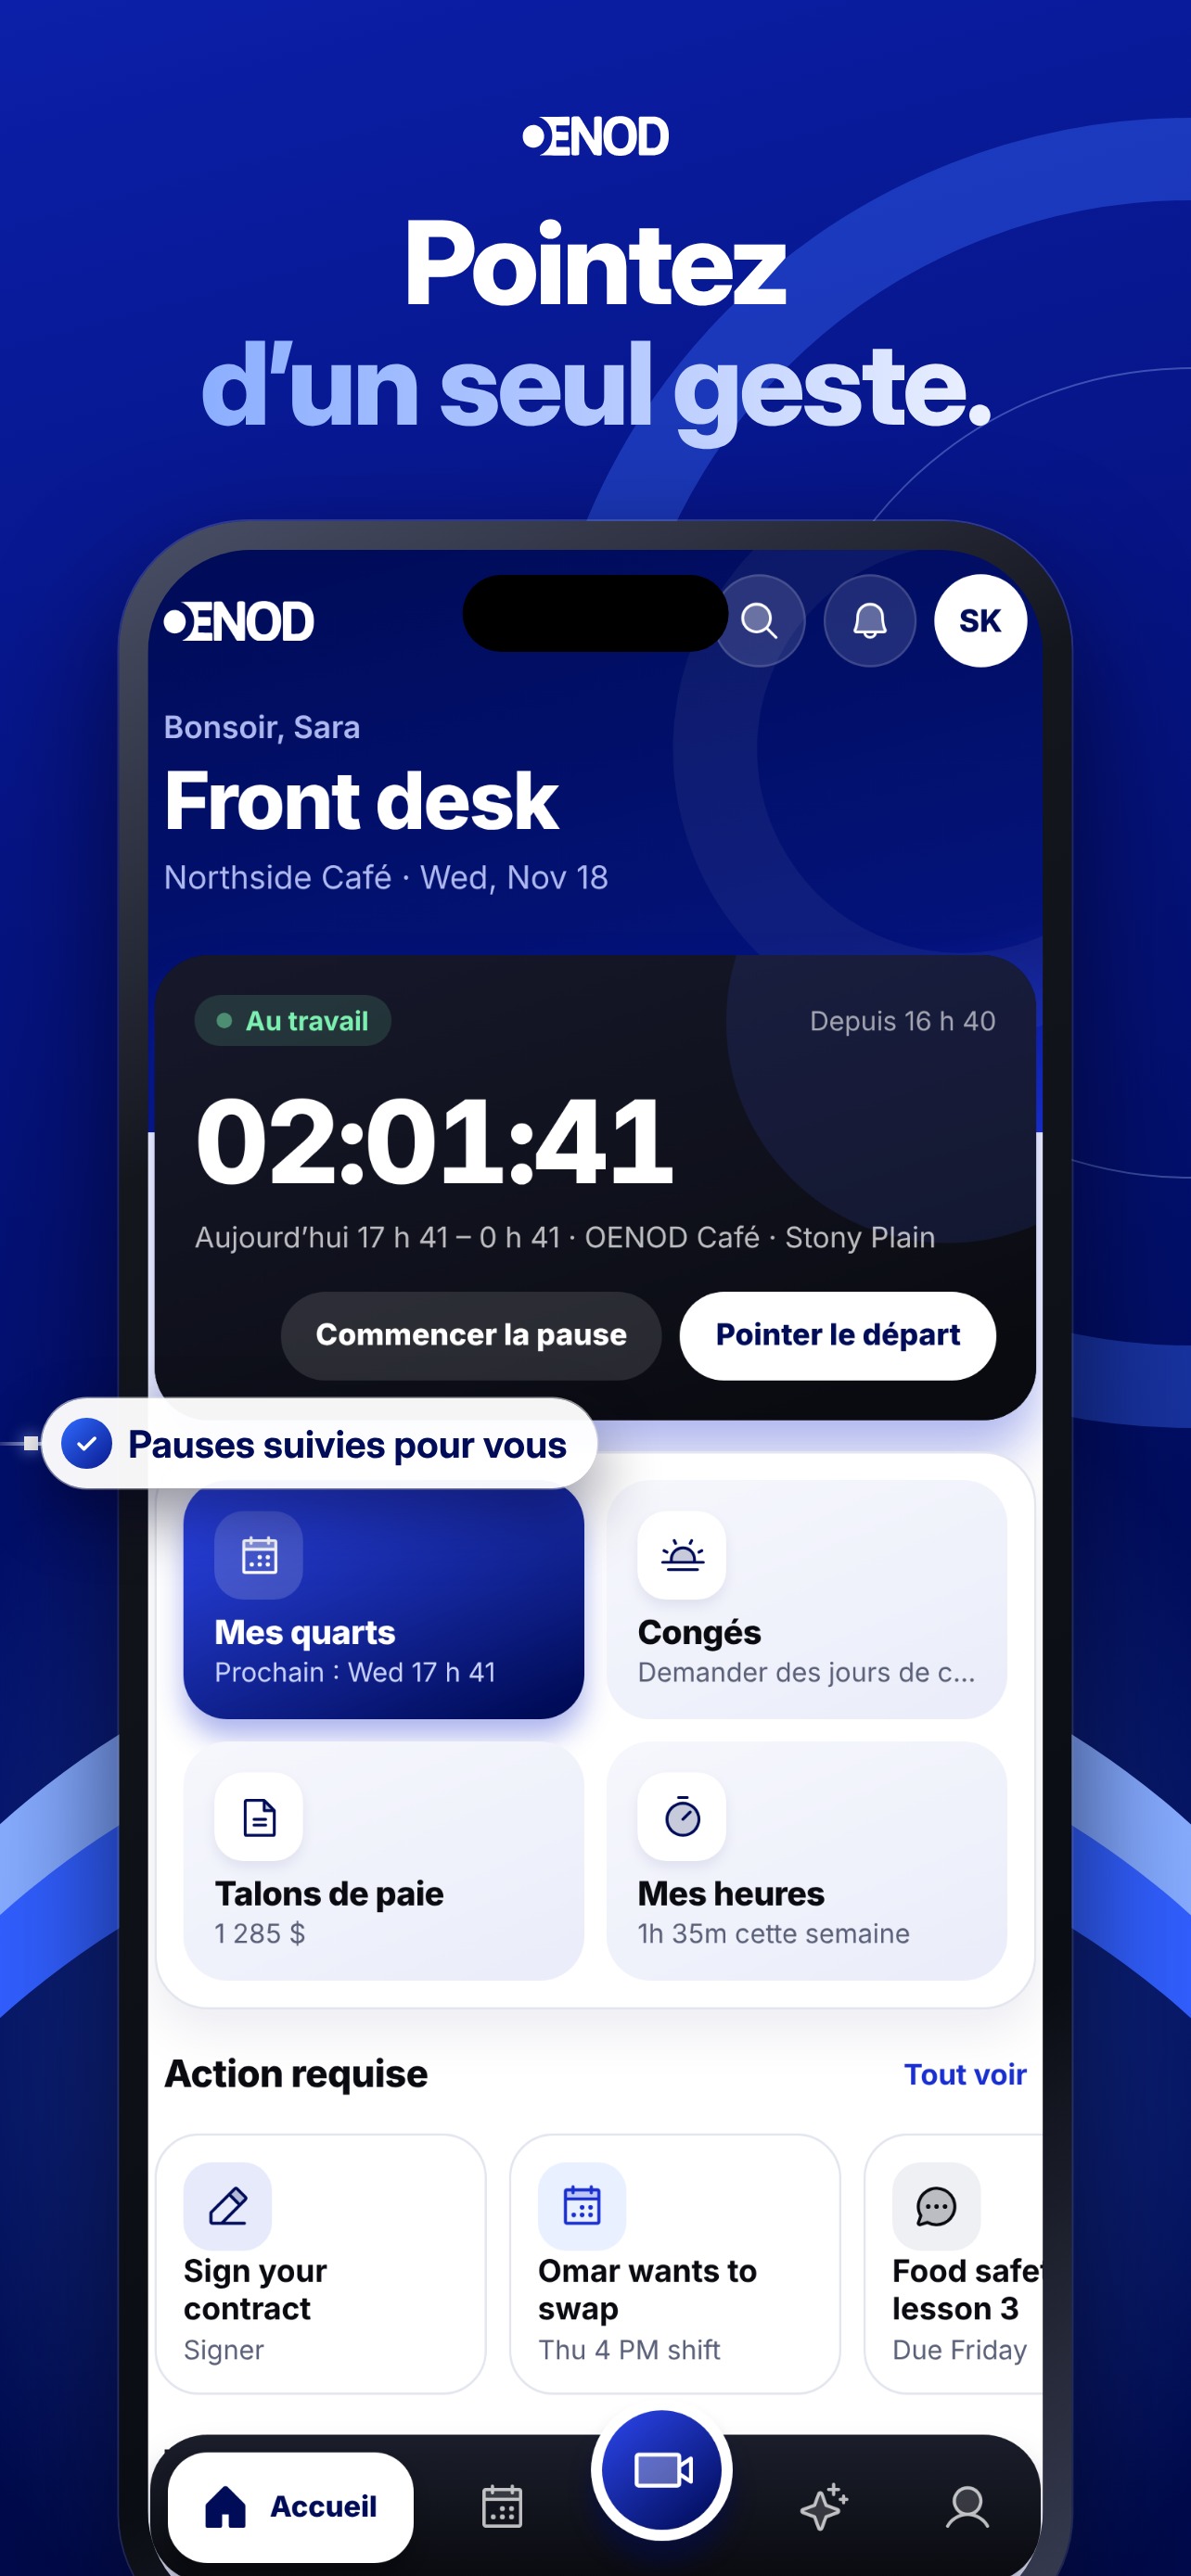 OENOD
Pointez
d’un seul geste.
OENOD
SK
Bonsoir, Sara
Front desk
Northside Café · Wed, Nov 18
Au travail
Depuis 16 h 40
02:01:41
Aujourd’hui 17 h 41 – 0 h 41 · OENOD Café · Stony Plain
Commencer la pause
Pointer le départ
Pauses suivies pour vous
Mes quarts
Prochain : Wed 17 h 41
Congés
Demander des jours de c...
Talons de paie
1 285 $
Mes heures
1h 35m cette semaine
Action requise
Tout voir
Sign your
contract
Signer
Omar wants to
swap
Thu 4 PM shift
Food safet
lesson 3
Due Friday
Accueil